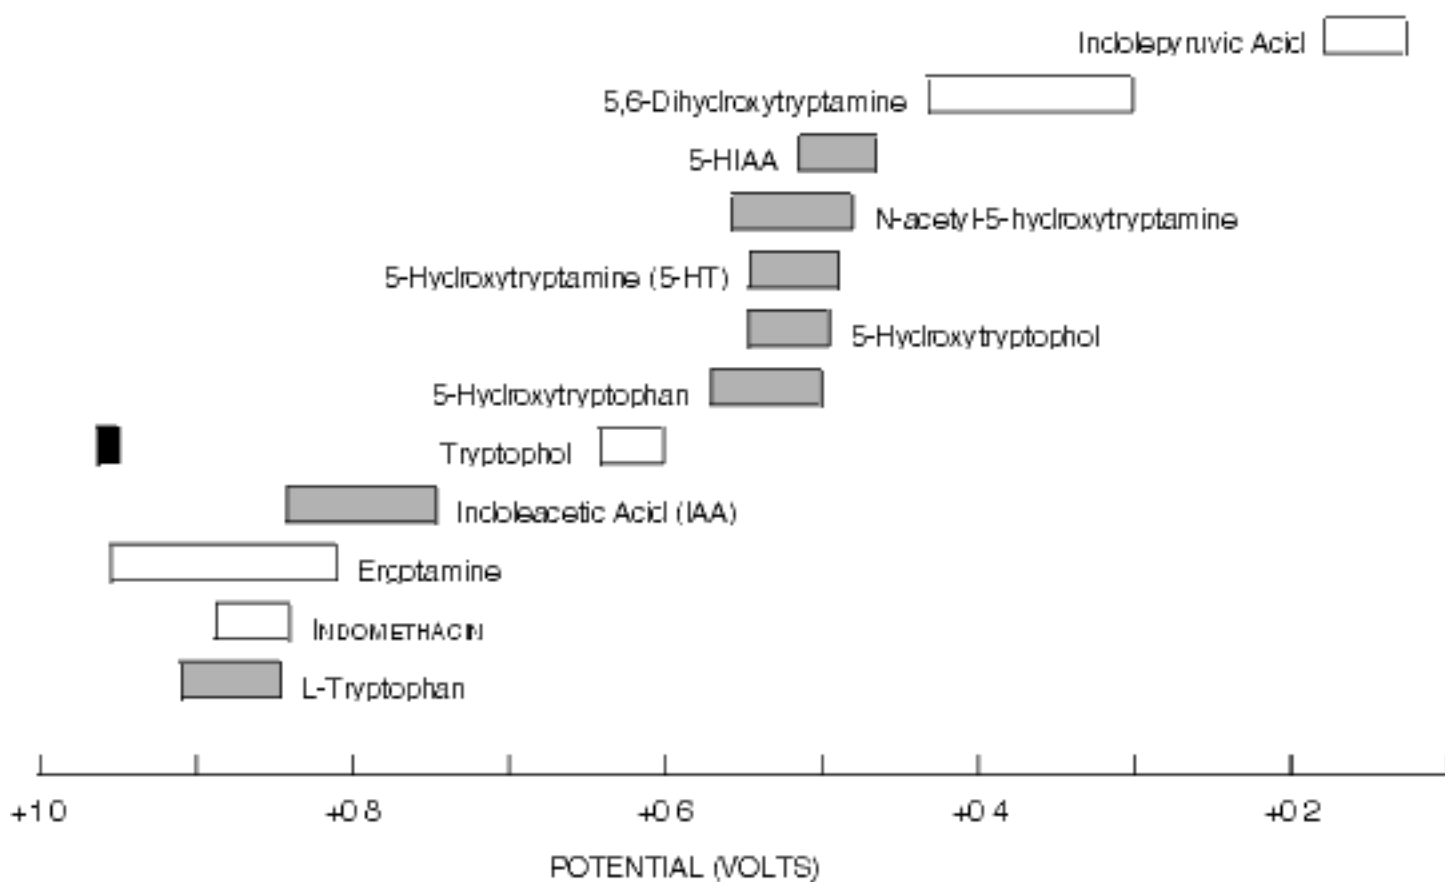 Indolepyruvic Acid
5,6-Dihydroxytryptamine
5-HIAA
N-acetyl-5-hydroxytryptamine
5-Hydroxytryptamine (5-HT)
5-Hydroxytryptophol
5-Hydroxytryptophan
Tryptophol
Indoleacetic Acid (IAA)
Ergotamine
INDOMETHACIN
L-Tryptophan
+1 0 +0 8 +0 6 +0 4 +0 2
POTENTIAL (VOLTS)